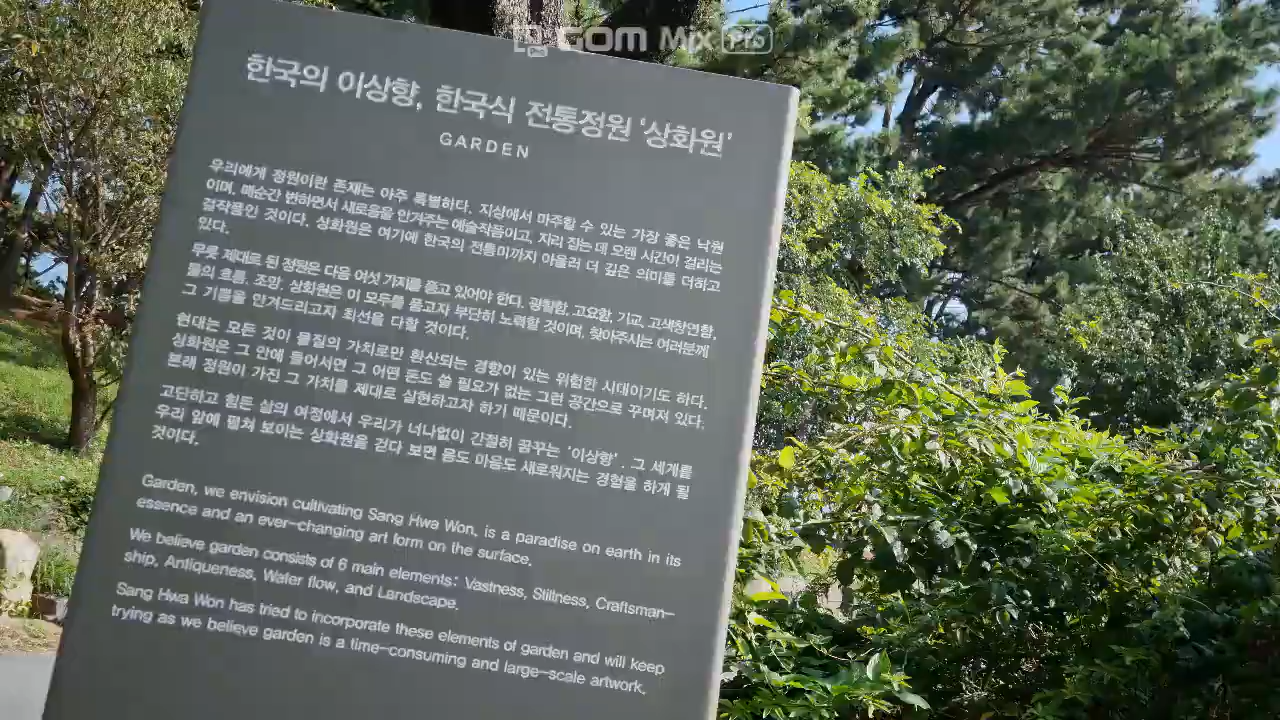 GOM Mix Pro
한국의 이상향, 한국식 전통정원 '상화원'
GARDEN
우리에게 정원이란 존재는 아주 특별하다. 지상에서 마주할 수 있는 가장 좋은 낙원
이며, 매순간 변하면서 새로움을 안겨주는 예술작품이고, 자리 잡는 데 오랜 시간이 걸리는
걸작품인 것이다. 상화원은 여기에 한국의 전통미까지 아울러 더 깊은 의미를 더하고
있다.
무릇 제대로 된 정원은 다음 여섯 가지를 품고 있어야 한다. 광활함, 고요함, 기교, 고색창연함,
물의 흐름, 조망. 상화원은 이 모두를 품고자 부단히 노력할 것이며, 찾아주시는 여러분께
그 기쁨을 안겨드리고자 최선을 다할 것이다.
현대는 모든 것이 물질의 가치로만 환산되는 경향이 있는 위험한 시대이기도 하다.
상화원은 그 안에 들어서면 그 어떤 돈도 쓸 필요가 없는 그런 공간으로 꾸며져 있다.
본래 정원이 가진 그 가치를 제대로 실현하고자 하기 때문이다.
고단하고 힘든 삶의 여정에서 우리가 너나없이 간절히 꿈꾸는 '이상향'. 그 세계를
우리 앞에 펼쳐 보이는 상화원을 걷다 보면 몸도 마음도 새로워지는 경험을 하게 될
것이다.
Garden, we envision cultivating Sang Hwa Won, is a paradise on earth in its
essence and an ever-changing art form on the surface.
We believe garden consists of 6 main elements: Vastness, Stillness, Craftsman-
ship, Antiqueness, Water flow, and Landscape.
Sang Hwa Won has tried to incorporate these elements of garden and will keep
trying as we believe garden is a time-consuming and large-scale artwork.